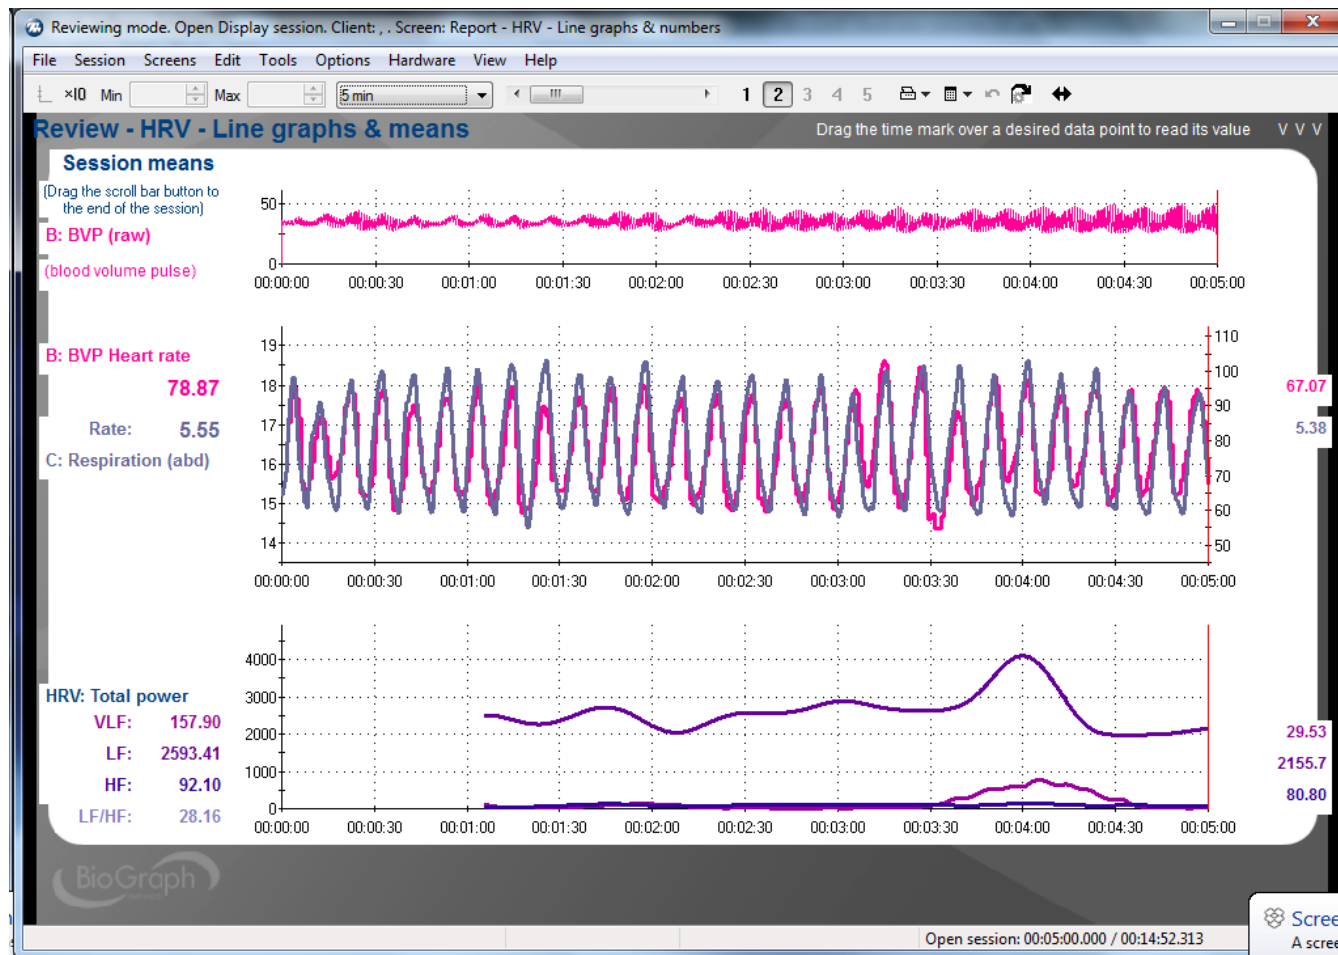 Reviewing mode. Open Display session. Client: , . Screen: Report - HRV - Line graphs & numbers
File Session Screens Edit Tools Options Hardware View Help
×10 Min Max 5 min 1 2 3 4 5
Review - HRV - Line graphs & means
Drag the time mark over a desired data point to read its value V V V
Session means
(Drag the scroll bar button to
the end of the session)
B: BVP (raw)
(blood volume pulse)
50
0
00:00:00 00:00:30 00:01:00 00:01:30 00:02:00 00:02:30 00:03:00 00:03:30 00:04:00 00:04:30 00:05:00
B: BVP Heart rate
78.87
Rate: 5.55
C: Respiration (abd)
19
18
17
16
15
14
110
100
90
80
70
60
50
67.07
5.38
00:00:00 00:00:30 00:01:00 00:01:30 00:02:00 00:02:30 00:03:00 00:03:30 00:04:00 00:04:30 00:05:00
HRV: Total power
VLF: 157.90
LF: 2593.41
HF: 92.10
LF/HF: 28.16
4000
3000
2000
1000
0
29.53
2155.7
80.80
00:00:00 00:00:30 00:01:00 00:01:30 00:02:00 00:02:30 00:03:00 00:03:30 00:04:00 00:04:30 00:05:00
BioGraph
Open session: 00:05:00.000 / 00:14:52.313
Scree
A scree